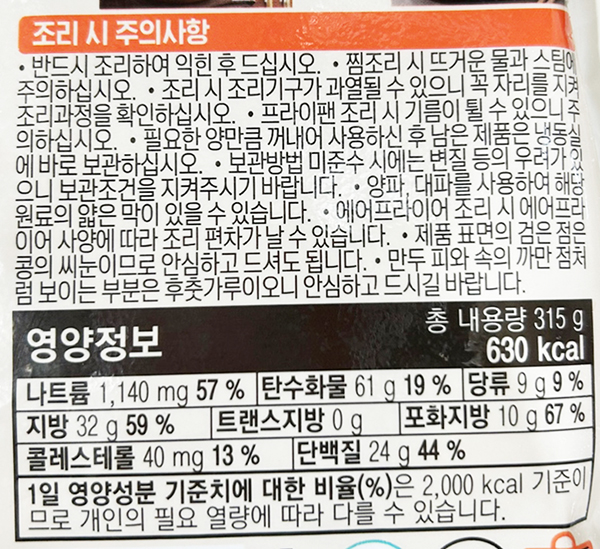 조리 시 주의사항
• 반드시 조리하여 익힌 후 드십시오. • 찜조리 시 뜨거운 물과 스팀에
주의하십시오. • 조리 시 조리기구가 과열될 수 있으니 꼭 자리를 지켜
조리과정을 확인하십시오. • 프라이팬 조리 시 기름이 튈 수 있으니 주
의하십시오. • 필요한 양만큼 꺼내어 사용하신 후 남은 제품은 냉동실
에 바로 보관하십시오. • 보관방법 미준수 시에는 변질 등의 우려가 있
으니 보관조건을 지켜주시기 바랍니다. • 양파, 대파를 사용하여 해당
원료의 얇은 막이 있을 수 있습니다. • 에어프라이어 조리 시 에어프라
이어 사양에 따라 조리 편차가 날 수 있습니다. • 제품 표면의 검은 점은
콩의 씨눈이므로 안심하고 드셔도 됩니다. • 만두 피와 속의 까만 점처
럼 보이는 부분은 후춧가루이오니 안심하고 드시길 바랍니다.
영양정보
총 내용량 315 g
630 kcal
나트륨 1,140 mg 57 % 탄수화물 61 g 19 % 당류 9 g 9 %
지방 32 g 59 % 트랜스지방 0 g 포화지방 10 g 67 %
콜레스테롤 40 mg 13 % 단백질 24 g 44 %
1일 영양성분 기준치에 대한 비율(%)은 2,000 kcal 기준이
므로 개인의 필요 열량에 따라 다를 수 있습니다.